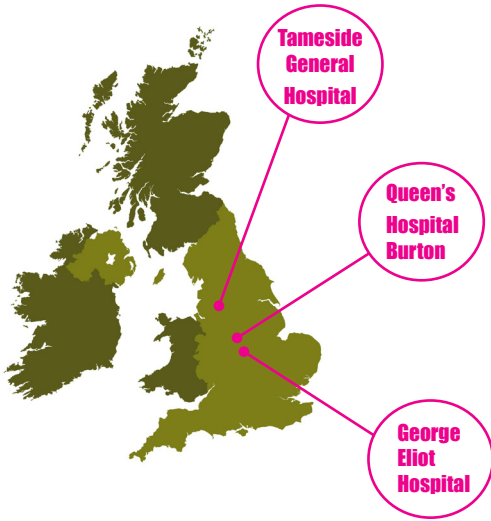 Tameside
General
Hospital
Queen's
Hospital
Burton
George
Eliot
Hospital